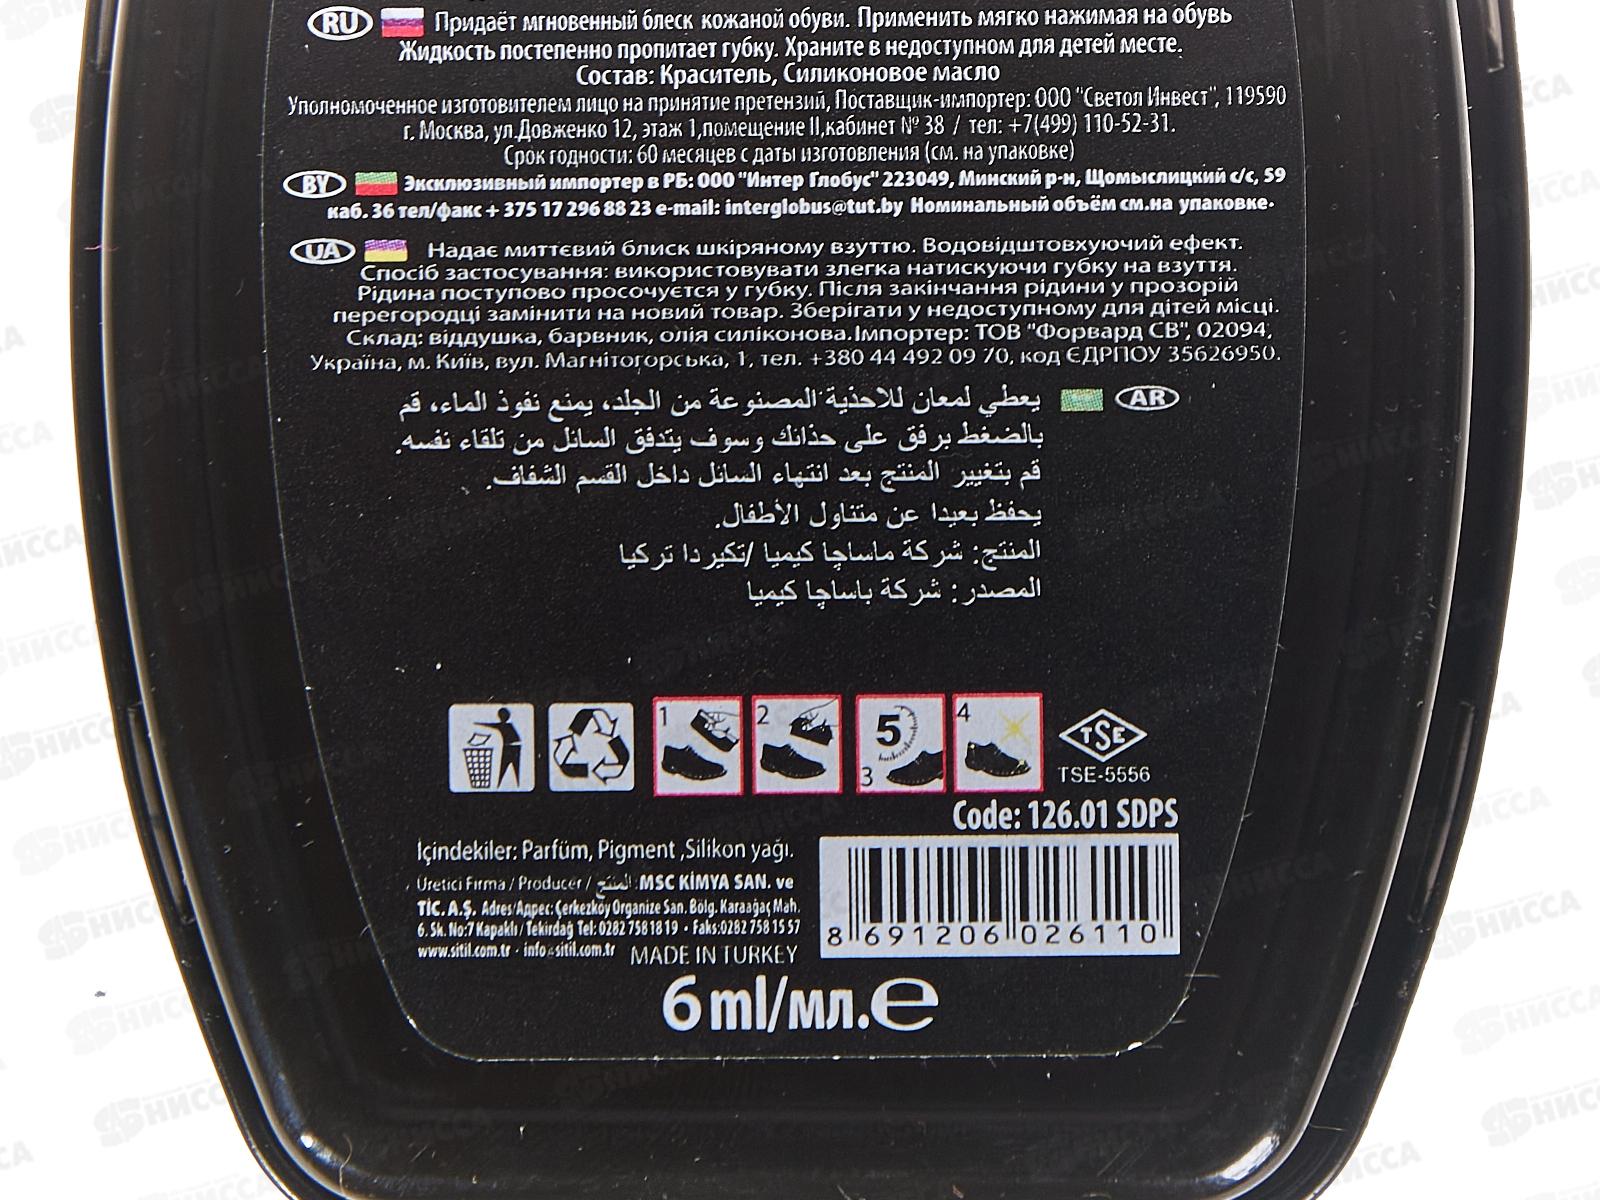 RU Придаёт мгновенный блеск кожаной обуви. Применить мягко нажимая на обувь
Жидкость постепенно пропитает губку. Храните в недоступном для детей месте.
Состав: Краситель, Силиконовое масло
Уполномоченное изготовителем лицо на принятие претензий, Поставщик-импортер: ООО "Светол Инвест", 119590
г. Москва, ул.Довженко 12, этаж 1,помещение II,кабинет № 38 / тел: +7(499) 110-52-31.
Срок годности: 60 месяцев с даты изготовления (см. на упаковке)
BY Эксклюзивный импортер в РБ: ООО "Интер Глобус" 223049, Минский р-н, Щомыслицкий с/с, 59
каб. 36 тел/факс + 375 17 296 88 23 e-mail: interglobus@tut.by Номинальный объём см.на упаковке.
UA Надає миттєвий блиск шкіряному взуттю. Водовідштовхуючий ефект.
Спосіб застосування: використовувати злегка натискуючи губку на взуття.
Рідина поступово просочується у губку. Після закінчання рідини у прозорій
перегородці замінити на новий товар. Зберігати у недоступному для дітей місці.
Склад: віддушка, барвник, олія силіконова.Імпортер: ТОВ "Форвард СВ", 02094,
Україна, м. Київ, вул. Магнітогорська, 1, тел. +380 44 492 09 70, код ЄДРПОУ 35626950.
AR يعطي لمعان للاحذية المصنوعة من الجلد، يمنع نفوذ الماء، قم
بالضغط برفق على حذائك وسوف يتدفق السائل من تلقاء نفسه.
قم بتغيير المنتج بعد انتهاء السائل داخل القسم الشفاف.
يحفظ بعيدا عن متناول الأطفال.
المنتج: شركة ماساچا كيميا /تكيردا تركيا
المصدر: شركة باساچا كيميا
1 2 5 3 4 TSE
TSE-5556
Code: 126.01 SDPS
İçindekiler: Parfüm, Pigment ,Silikon yağı.
Üretici Firma / Producer / المنتج: MSC KİMYA SAN. ve
TİC. A.Ş. Adres/Адрес: Çerkezköy Organize San. Bölg. Karaağaç Mah.
6. Sk. No:7 Kapaklı / Tekirdağ Tel: 0282 758 18 19 - Faks:0282 758 15 57
www.sitil.com.tr - info@sitil.com.tr MADE IN TURKEY
8 691206 026110
6 ml/мл.℮